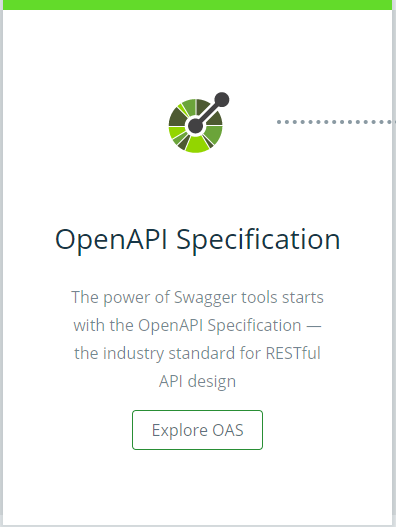 OpenAPI Specification
The power of Swagger tools starts
with the OpenAPI Specification —
the industry standard for RESTful
API design
Explore OAS